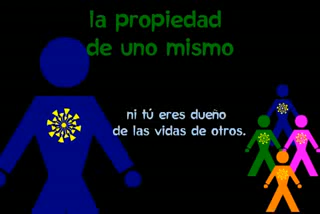 la propiedad
de uno mismo
ni tú eres dueño
de las vidas de otros.